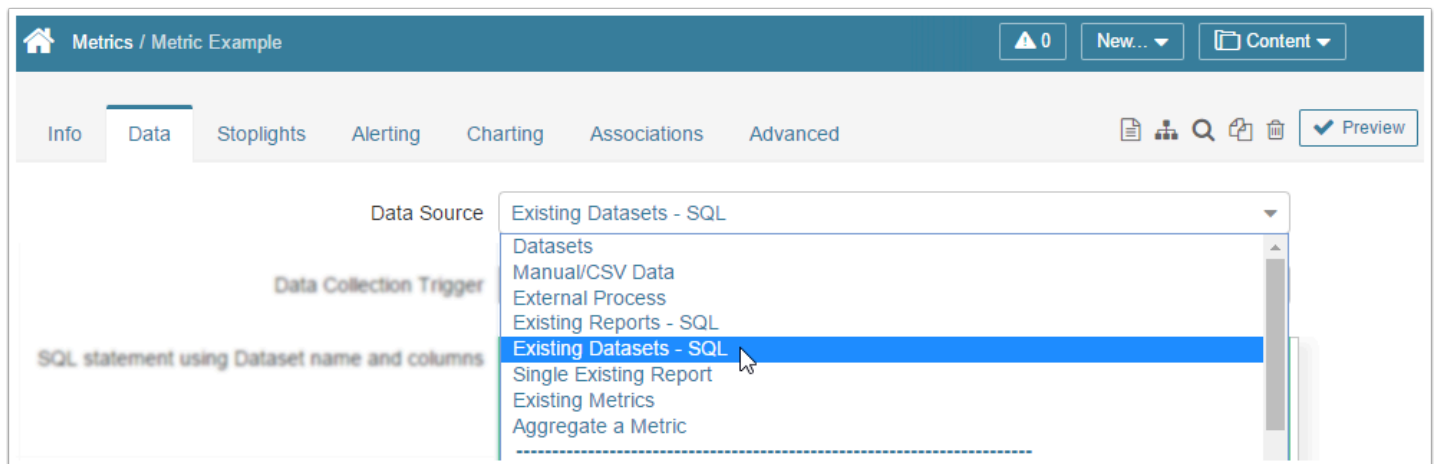 Metrics / Metric Example 0 New... Content
Info Data Stoplights Alerting Charting Associations Advanced Preview
Data Source Existing Datasets - SQL
Datasets
Data Collection Trigger
Manual/CSV Data
External Process
Existing Reports - SQL
SQL statement using Dataset name and columns
Existing Datasets - SQL
Single Existing Report
Existing Metrics
Aggregate a Metric
--------------------------------------------------------------------